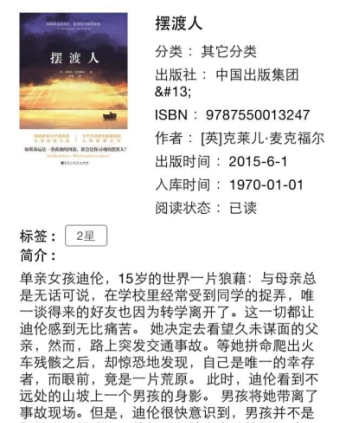 摆渡人
摆渡人
分类： 其它分类
出版社： 中国出版集团
&#13;
ISBN： 9787550013247
作者： [英]克莱儿·麦克福尔
出版时间： 2015-6-1
入库时间： 1970-01-01
阅读状态： 已读
标签： 2星
简介：
单亲女孩迪伦，15岁的世界一片狼藉：与母亲总
是无话可说，在学校里经常受到同学的捉弄，唯
一谈得来的好友也因为转学离开了。这一切都让
迪伦感到无比痛苦。 她决定去看望久未谋面的父
亲，然而，路上突发交通事故。等她拼命爬出火
车残骸之后，却惊恐地发现，自己是唯一的幸存
者，而眼前，竟是一片荒原。 此时，迪伦看到不
远处的山坡上一个男孩的身影。 男孩将她带离了
事故现场。但是，迪伦很快意识到，男孩并不是